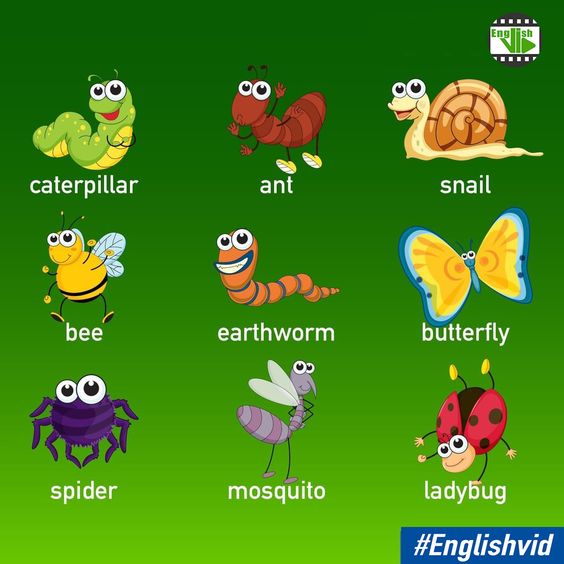 English
VID
caterpillar
ant
snail
bee
earthworm
butterfly
spider
mosquito
ladybug
#Englishvid